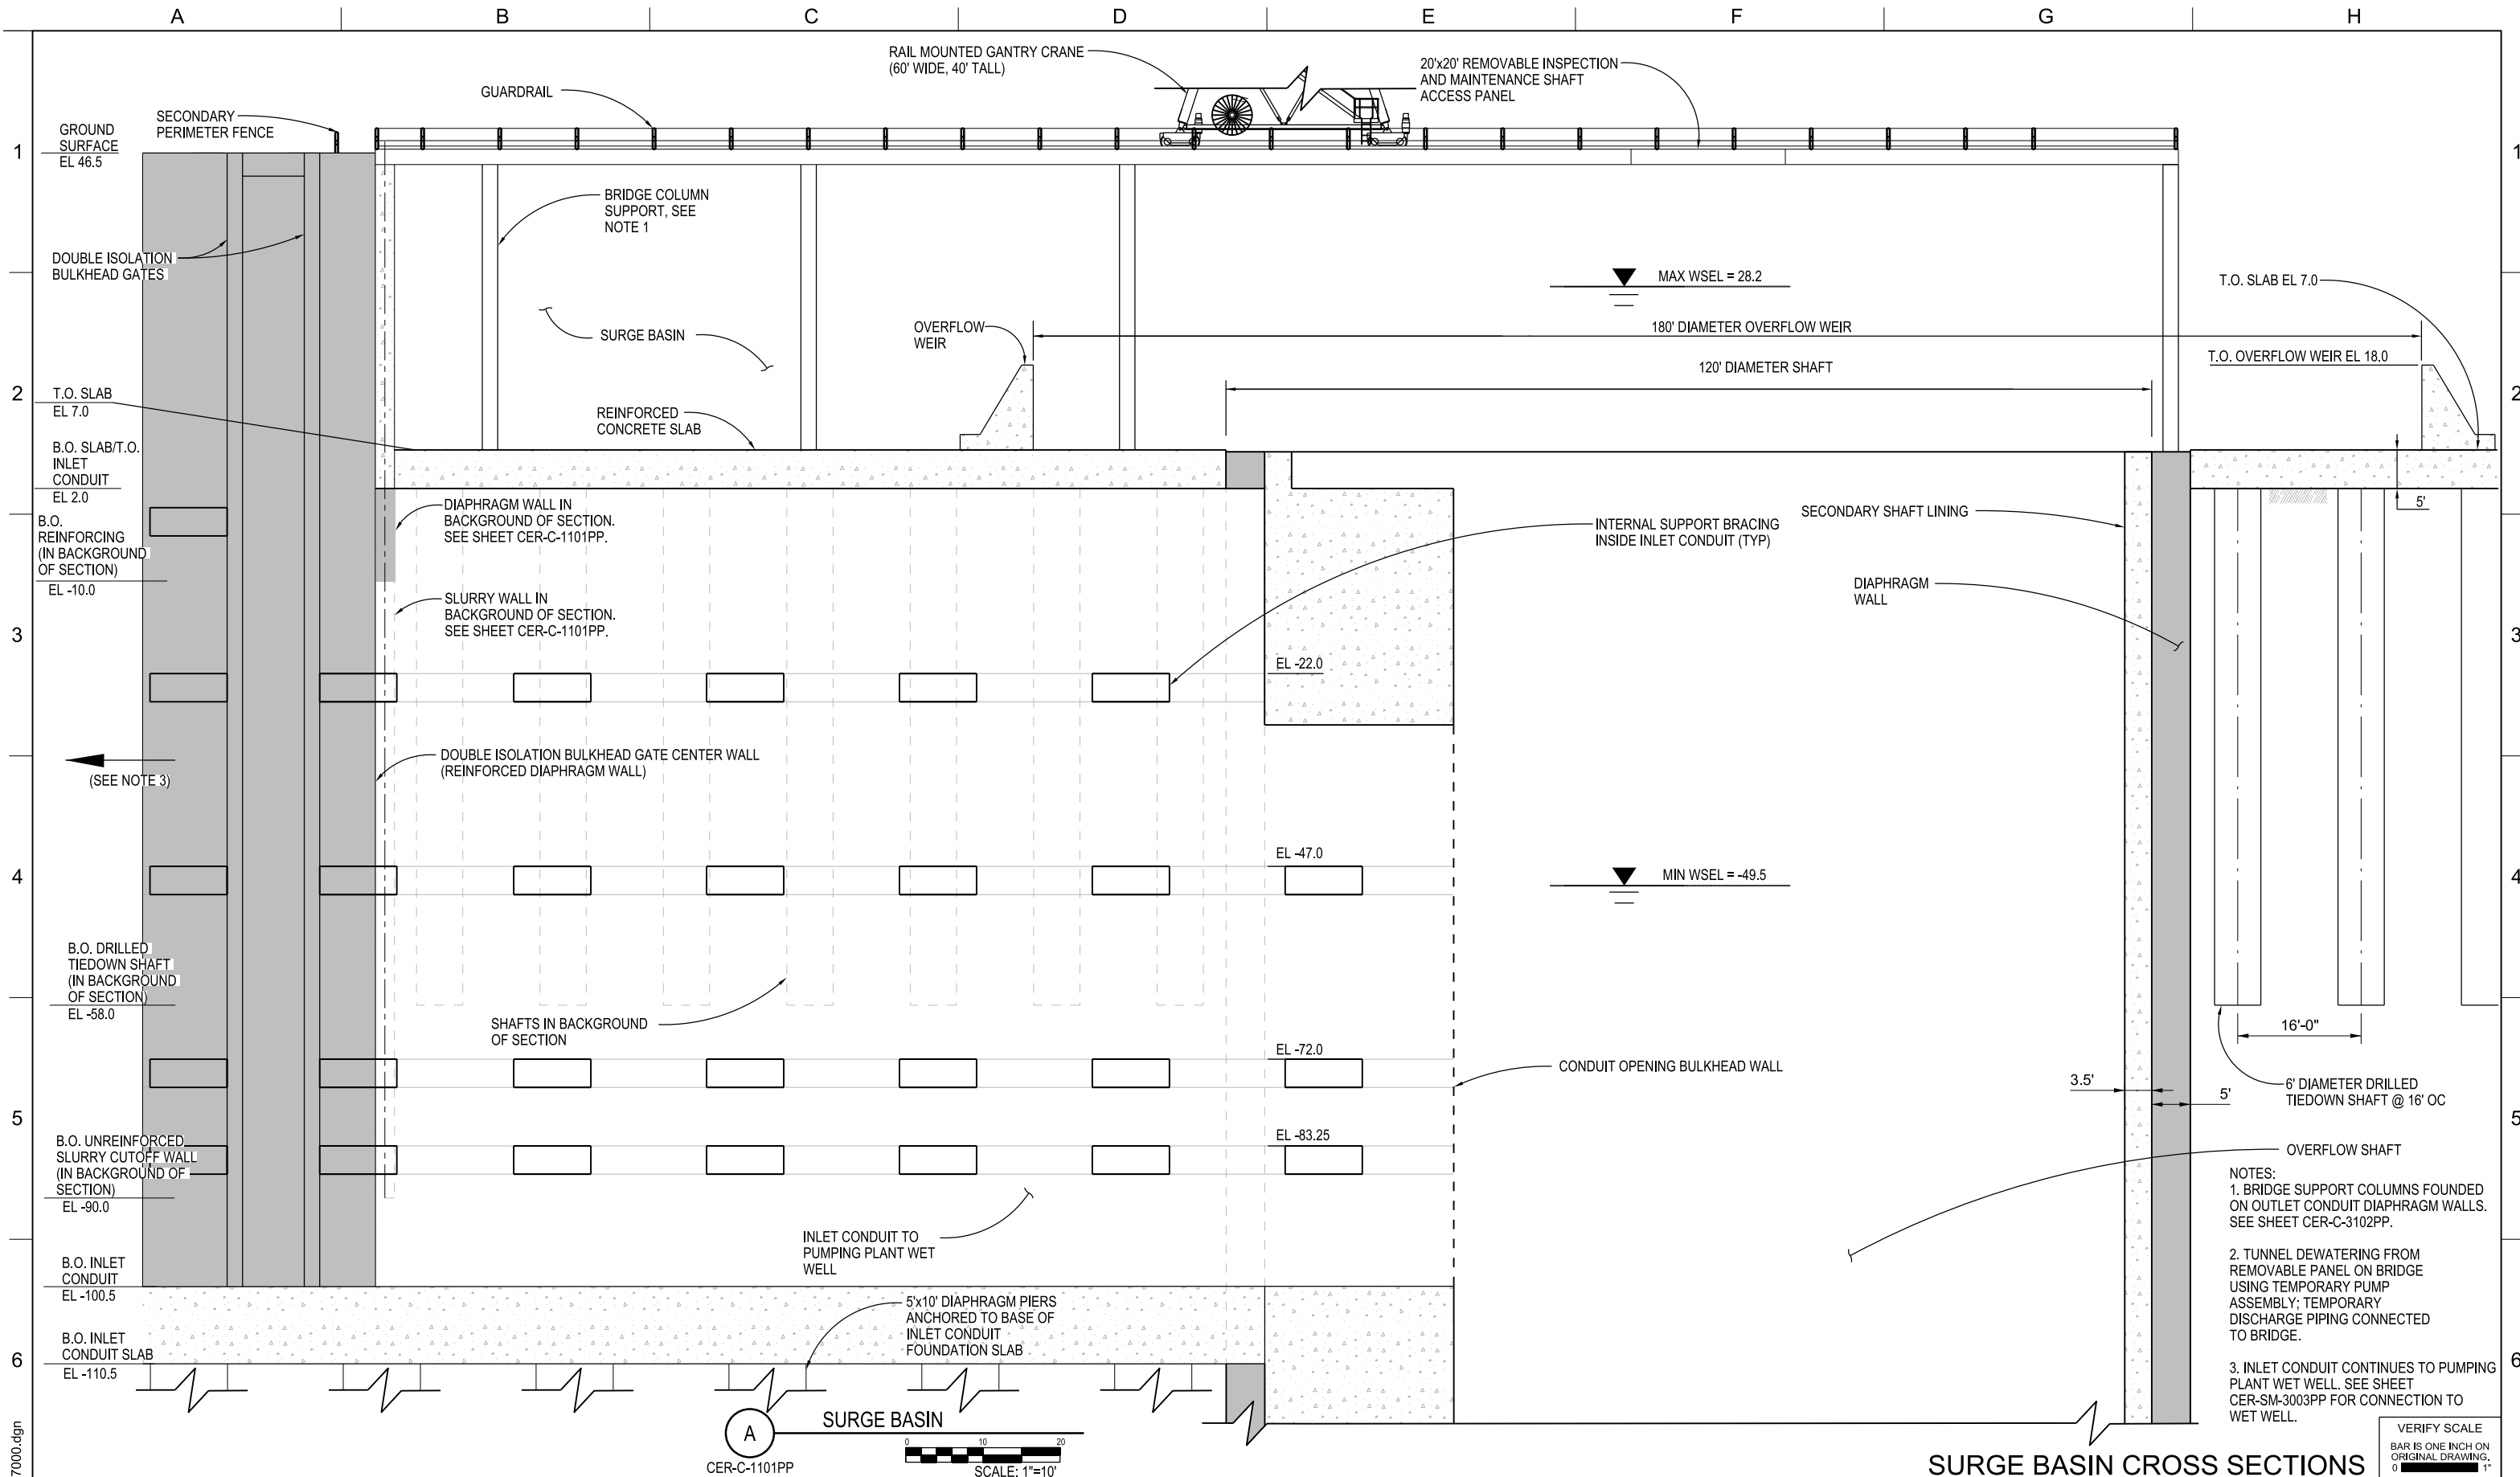 A B C D E F G H
RAIL MOUNTED GANTRY CRANE
(60' WIDE, 40' TALL)
20'x20' REMOVABLE INSPECTION
AND MAINTENANCE SHAFT
ACCESS PANEL
GUARDRAIL
SECONDARY
PERIMETER FENCE
GROUND
SURFACE
EL 46.5
1
1
BRIDGE COLUMN
SUPPORT, SEE
NOTE 1
DOUBLE ISOLATION
BULKHEAD GATES
MAX WSEL = 28.2
T.O. SLAB EL 7.0
SURGE BASIN
OVERFLOW
WEIR
180' DIAMETER OVERFLOW WEIR
T.O. OVERFLOW WEIR EL 18.0
120' DIAMETER SHAFT
2
2
T.O. SLAB
EL 7.0
REINFORCED
CONCRETE SLAB
B.O. SLAB/T.O.
INLET
CONDUIT
EL 2.0
5'
B.O.
REINFORCING
(IN BACKGROUND
OF SECTION)
EL -10.0
DIAPHRAGM WALL IN
BACKGROUND OF SECTION.
SEE SHEET CER-C-1101PP.
INTERNAL SUPPORT BRACING
INSIDE INLET CONDUIT (TYP)
SECONDARY SHAFT LINING
DIAPHRAGM
WALL
SLURRY WALL IN
BACKGROUND OF SECTION.
SEE SHEET CER-C-1101PP.
3
3
EL -22.0
DOUBLE ISOLATION BULKHEAD GATE CENTER WALL
(REINFORCED DIAPHRAGM WALL)
(SEE NOTE 3)
EL -47.0
4
4
MIN WSEL = -49.5
B.O. DRILLED
TIEDOWN SHAFT
(IN BACKGROUND
OF SECTION)
EL -58.0
SHAFTS IN BACKGROUND
OF SECTION
16'-0"
EL -72.0
CONDUIT OPENING BULKHEAD WALL
3.5'
5'
6' DIAMETER DRILLED
TIEDOWN SHAFT @ 16' OC
5
5
EL -83.25
B.O. UNREINFORCED
SLURRY CUTOFF WALL
(IN BACKGROUND OF
SECTION)
EL -90.0
OVERFLOW SHAFT
INLET CONDUIT TO
PUMPING PLANT WET
WELL
NOTES:
1. BRIDGE SUPPORT COLUMNS FOUNDED
ON OUTLET CONDUIT DIAPHRAGM WALLS.
SEE SHEET CER-C-3102PP.
2. TUNNEL DEWATERING FROM
REMOVABLE PANEL ON BRIDGE
USING TEMPORARY PUMP
ASSEMBLY; TEMPORARY
DISCHARGE PIPING CONNECTED
TO BRIDGE.
3. INLET CONDUIT CONTINUES TO PUMPING
PLANT WET WELL. SEE SHEET
CER-SM-3003PP FOR CONNECTION TO
WET WELL.
B.O. INLET
CONDUIT
EL -100.5
5'x10' DIAPHRAGM PIERS
ANCHORED TO BASE OF
INLET CONDUIT
FOUNDATION SLAB
B.O. INLET
CONDUIT SLAB
EL -110.5
6
6
A
SURGE BASIN
CER-C-1101PP
0 10 20
SCALE: 1"=10'
SURGE BASIN CROSS SECTIONS
VERIFY SCALE
BAR IS ONE INCH ON
ORIGINAL DRAWING.
0 1"
7000.dgn